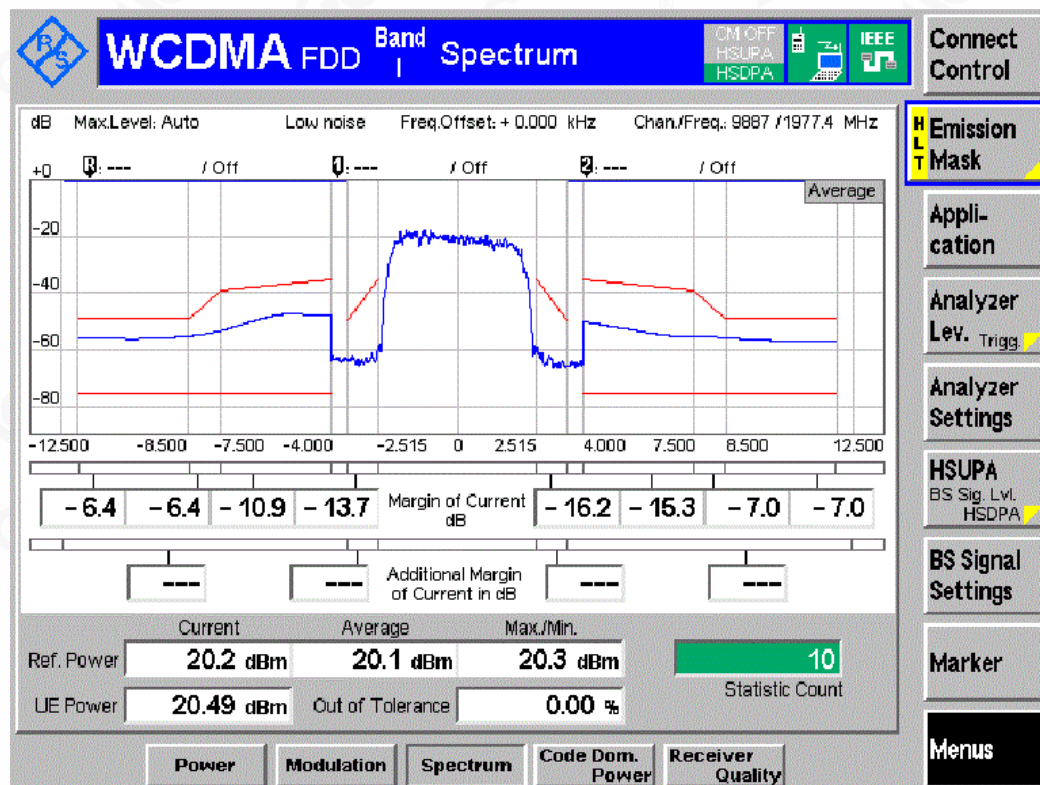 R&S
WCDMA FDD Band I Spectrum
CM OFF
HSUPA
HSDPA
IEEE
Connect
Control
dB Max.Level: Auto Low noise Freq.Offset: + 0.000 kHz Chan./Freq.: 9887 /1977.4 MHz
H
L
T
Emission
Mask
R: --- / Off 1: --- / Off 2: --- / Off
Average
+0
-20
-40
-60
-80
Appli-
cation
Analyzer
Lev. Trigg.
Analyzer
Settings
-12.500 -8.500 -7.500 -4.000 -2.515 0 2.515 4.000 7.500 8.500 12.500
- 6.4 - 6.4 - 10.9 - 13.7 Margin of Current dB - 16.2 - 15.3 - 7.0 - 7.0
HSUPA
BS Sig. Lvl.
HSDPA
--- --- Additional Margin
of Current in dB --- ---
BS Signal
Settings
Current Average Max./Min.
Ref. Power 20.2 dBm 20.1 dBm 20.3 dBm 10
Statistic Count
UE Power 20.49 dBm Out of Tolerance 0.00 %
Marker
Menus
Power Modulation Spectrum Code Dom.
Power Receiver
Quality